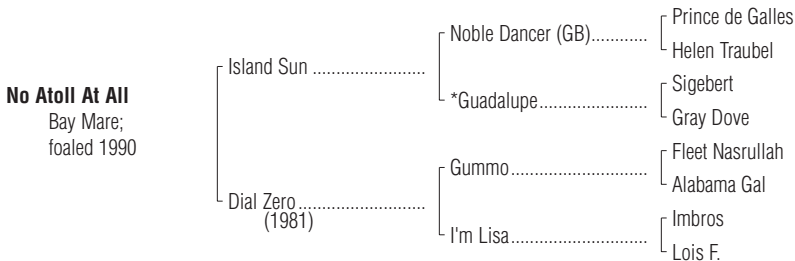 No Atoll At All
Bay Mare;
foaled 1990
Island Sun ........................
Dial Zero ...........................
(1981)
Noble Dancer (GB)............
*Guadalupe.......................
Gummo.............................
I'm Lisa.............................
Prince de Galles
Helen Traubel
Sigebert
Gray Dove
Fleet Nasrullah
Alabama Gal
Imbros
Lois F.